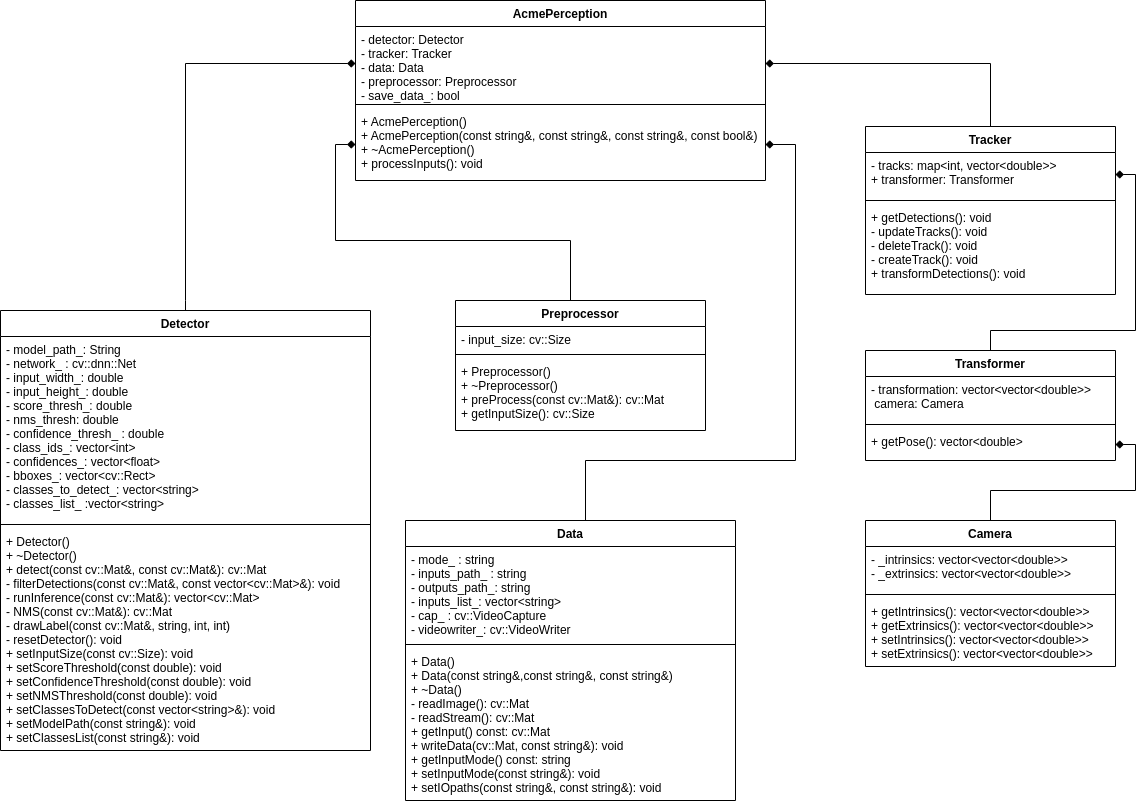 AcmePerception
- detector: Detector
- tracker: Tracker
- data: Data
- preprocessor: Preprocessor
- save_data_: bool
+ AcmePerception()
+ AcmePerception(const string&, const string&, const string&, const bool&)
+ ~AcmePerception()
+ processInputs(): void
Tracker
- tracks: map<int, vector<double>>
+ transformer: Transformer
+ getDetections(): void
- updateTracks(): void
- deleteTrack(): void
- createTrack(): void
+ transformDetections(): void
Detector
- model_path_: String
- network_ : cv::dnn::Net
- input_width_: double
- input_height_: double
- score_thresh_: double
- nms_thresh: double
- confidence_thresh_ : double
- class_ids_: vector<int>
- confidences_: vector<float>
- bboxes_: vector<cv::Rect>
- classes_to_detect_: vector<string>
- classes_list_ :vector<string>
+ Detector()
+ ~Detector()
+ detect(const cv::Mat&, const cv::Mat&): cv::Mat
- filterDetections(const cv::Mat&, const vector<cv::Mat>&): void
- runInference(const cv::Mat&): vector<cv::Mat>
- NMS(const cv::Mat&): cv::Mat
- drawLabel(const cv::Mat&, string, int, int)
- resetDetector(): void
+ setInputSize(const cv::Size): void
+ setScoreThreshold(const double): void
+ setConfidenceThreshold(const double): void
+ setNMSThreshold(const double): void
+ setClassesToDetect(const vector<string>&): void
+ setModelPath(const string&): void
+ setClassesList(const string&): void
Preprocessor
- input_size: cv::Size
+ Preprocessor()
+ ~Preprocessor()
+ preProcess(const cv::Mat&): cv::Mat
+ getInputSize(): cv::Size
Transformer
- transformation: vector<vector<double>>
camera: Camera
+ getPose(): vector<double>
Data
- mode_ : string
- inputs_path_ : string
- outputs_path_: string
- inputs_list_: vector<string>
- cap_ : cv::VideoCapture
- videowriter_: cv::VideoWriter
+ Data()
+ Data(const string&,const string&, const string&)
+ ~Data()
- readImage(): cv::Mat
- readStream(): cv::Mat
+ getInput() const: cv::Mat
+ writeData(cv::Mat, const string&): void
+ getInputMode() const: string
+ setInputMode(const string&): void
+ setIOpaths(const string&, const string&): void
Camera
- _intrinsics: vector<vector<double>>
- _extrinsics: vector<vector<double>>
+ getIntrinsics(): vector<vector<double>>
+ getExtrinsics(): vector<vector<double>>
+ setIntrinsics(): vector<vector<double>>
+ setExtrinsics(): vector<vector<double>>